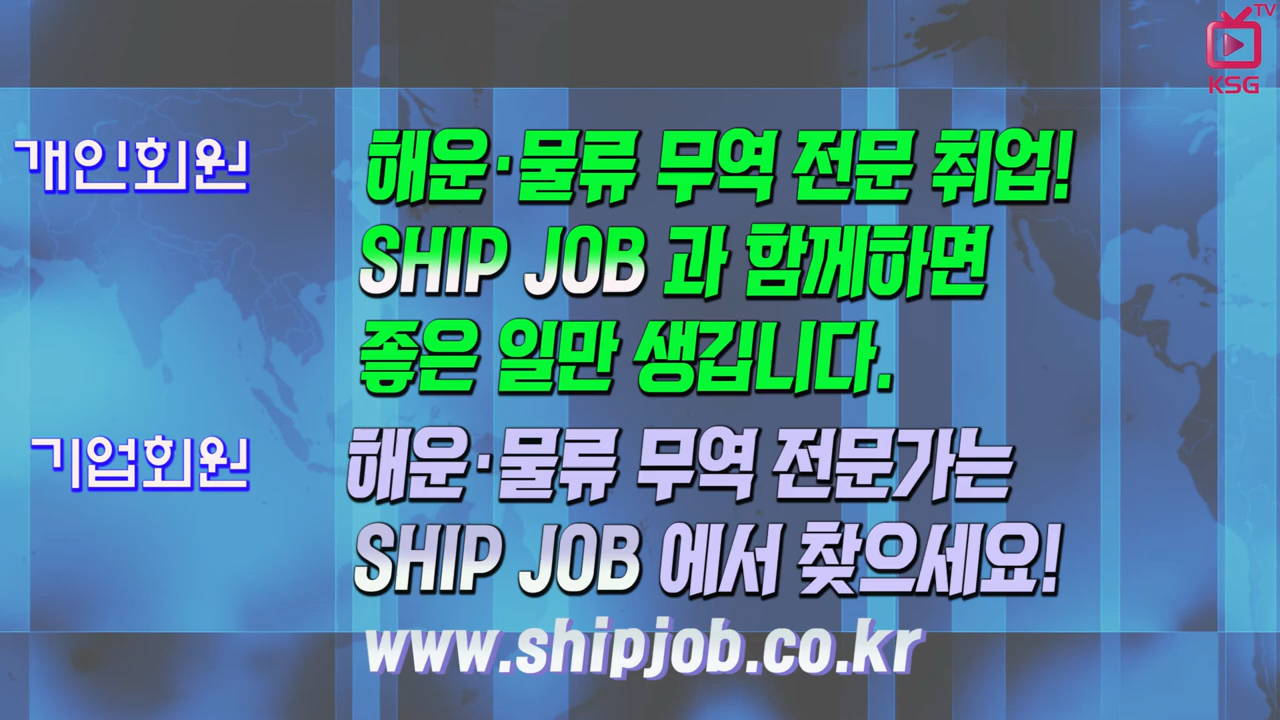 TV
KSG
개인회원
해운·물류 무역 전문 취업!
SHIP JOB 과 함께하면
좋은 일만 생깁니다.
기업회원
해운·물류 무역 전문가는
SHIP JOB 에서 찾으세요!
www.shipjob.co.kr